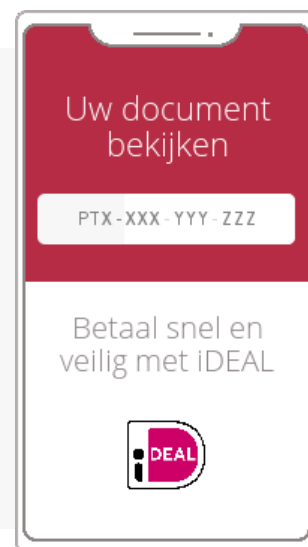 Uw document
bekijken
PTX-XXX-YYY-ZZZ
Betaal snel en
veilig met iDEAL
iDEAL